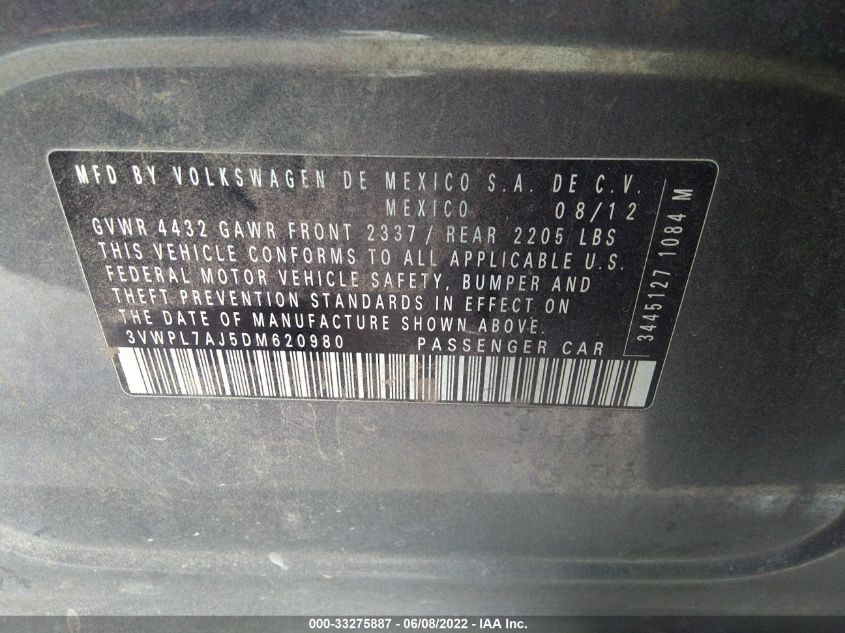 MFD BY VOLKSWAGEN DE MEXICO S.A. DE C.V.
MEXICO 08/12
GVWR 4432 GAWR FRONT 2337 / REAR 2205 LBS
THIS VEHICLE CONFORMS TO ALL APPLICABLE U.S.
FEDERAL MOTOR VEHICLE SAFETY, BUMPER AND
THEFT PREVENTION STANDARDS IN EFFECT ON
THE DATE OF MANUFACTURE SHOWN ABOVE.
3VWPL7AJ5DM620980 PASSENGER CAR
3445127 1084 M
000-33275887 - 06/08/2022 - IAA Inc.